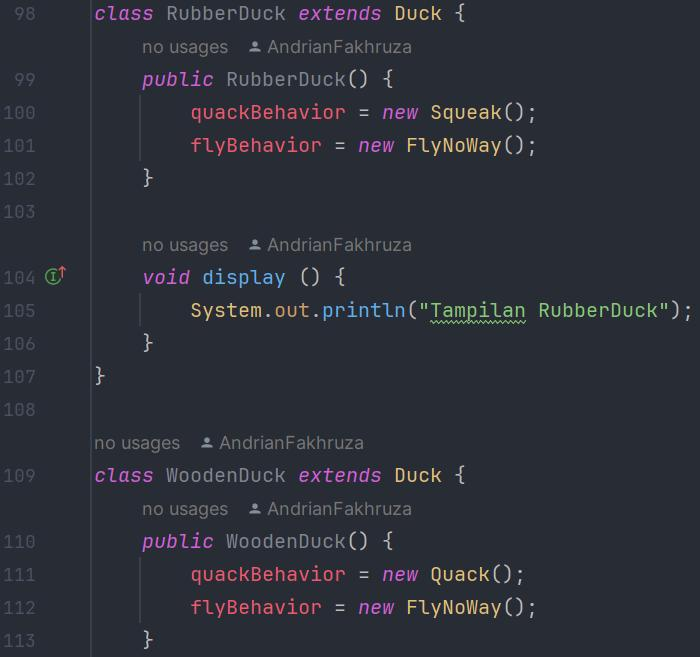 98 class RubberDuck extends Duck {
no usages AndrianFakhruza
99 public RubberDuck() {
100 quackBehavior = new Squeak();
101 flyBehavior = new FlyNoWay();
102 }
103
no usages AndrianFakhruza
104 void display () {
105 System.out.println("Tampilan RubberDuck");
106 }
107 }
108
no usages AndrianFakhruza
109 class WoodenDuck extends Duck {
no usages AndrianFakhruza
110 public WoodenDuck() {
111 quackBehavior = new Quack();
112 flyBehavior = new FlyNoWay();
113 }